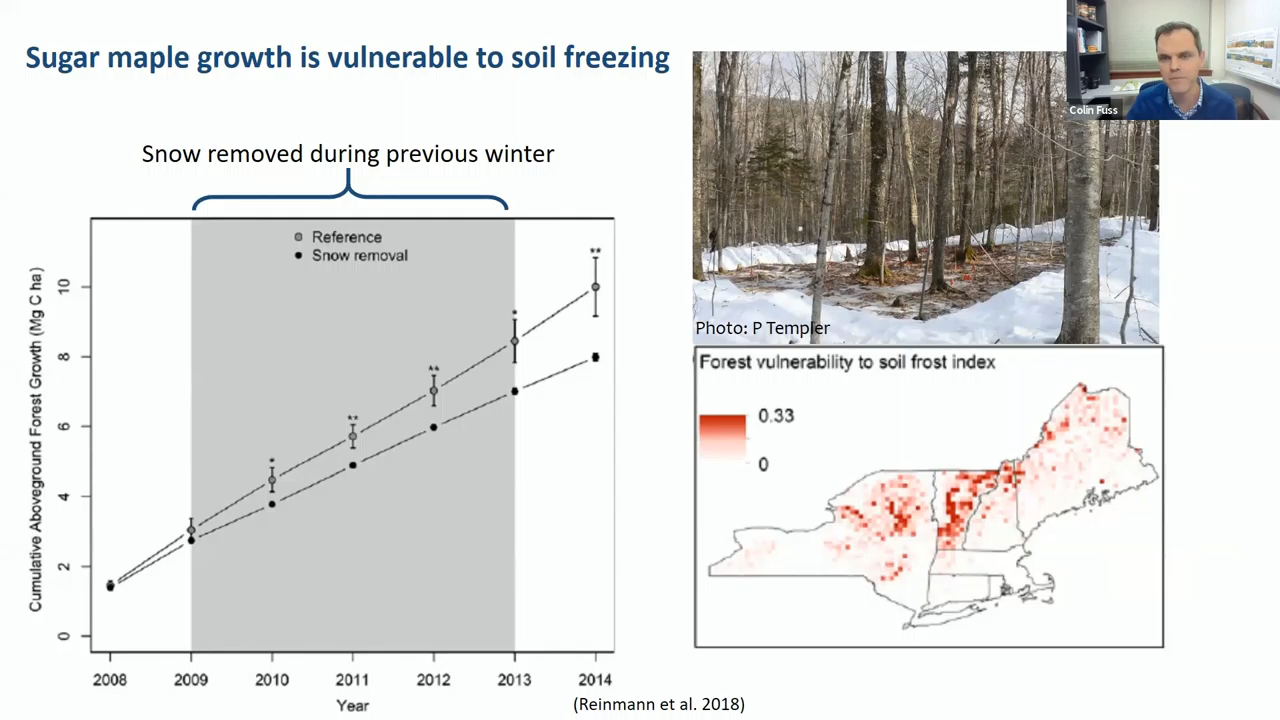 Sugar maple growth is vulnerable to soil freezing
Colin Fuss
Snow removed during previous winter
Reference
Snow removal
**
*
**
**
*
Cumulative Aboveground Forest Growth (Mg C ha)
10
8
6
4
2
0
2008 2009 2010 2011 2012 2013 2014
Year
Photo: P Templer
Forest vulnerability to soil frost index
0.33
0
(Reinmann et al. 2018)